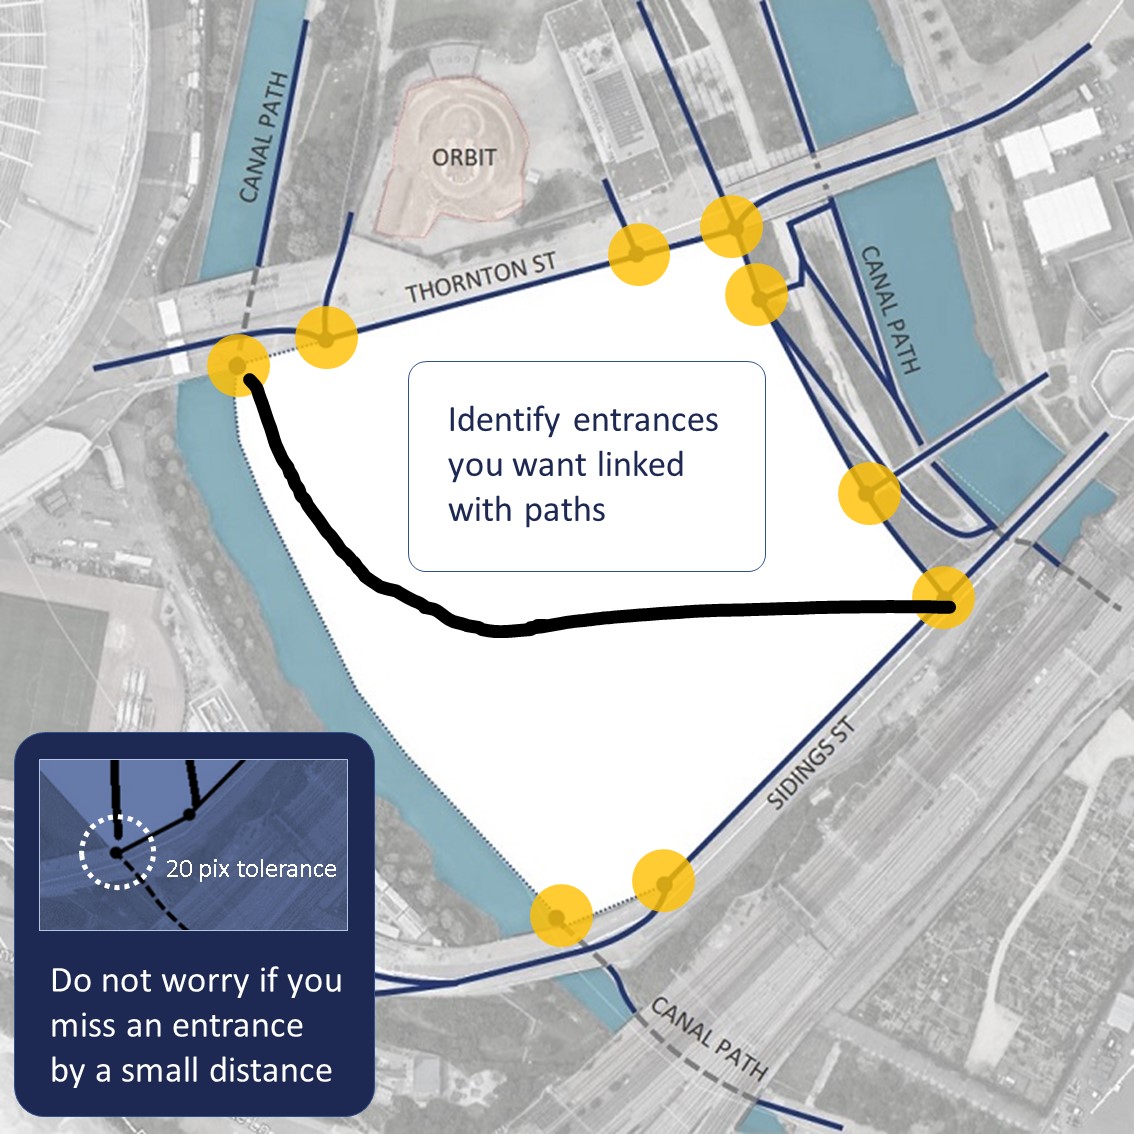 CANAL PATH
ORBIT
THORNTON ST
CANAL PATH
Identify entrances
you want linked
with paths
SIDINGS ST
20 pix tolerance
Do not worry if you
miss an entrance
by a small distance
CANAL PATH